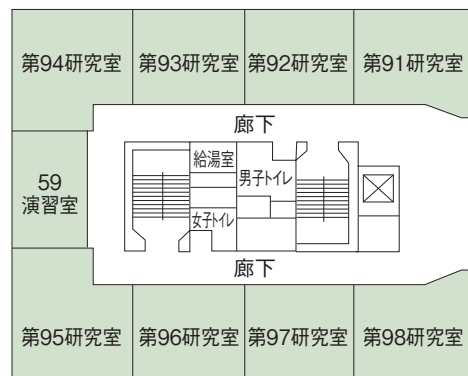 第94研究室
第93研究室
第92研究室
第91研究室
廊下
給湯室
男子トイレ
59
演習室
女子トイレ
廊下
第95研究室
第96研究室
第97研究室
第98研究室